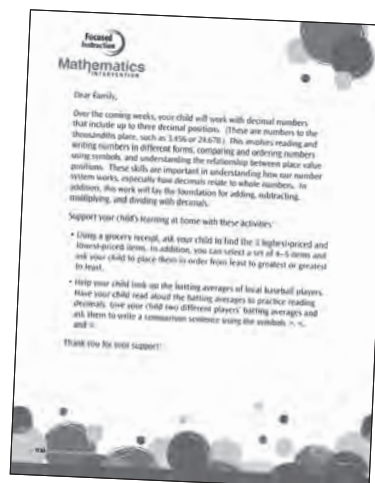 Focused
Instruction
Mathematics
INTERVENTION
Dear Family,
Over the coming weeks, your child will work with decimal numbers
that include up to three decimal positions. (These are numbers to the
thousandths place, such as 3.456 or 24.678.) This involves reading and
writing numbers in different forms, comparing and ordering numbers
using symbols, and understanding the relationship between place value
positions. These skills are important in understanding how our number
system works, especially how decimals relate to whole numbers. In
addition, this work will lay the foundation for adding, subtracting,
multiplying, and dividing with decimals.
Support your child's learning at home with these activities:
• Using a grocery receipt, ask your child to find the highest-priced and
lowest-priced items. In addition, you can select a set of 4–5 items and
ask your child to place them in order from least to greatest or greatest
to least.
• Help your child look up the batting averages of local baseball players.
Have your child read aloud the batting averages to practice reading
decimals. Give your child two different players' batting averages and
ask them to write a comparison sentence using the symbols >, <,
and =.
Thank you for your support!